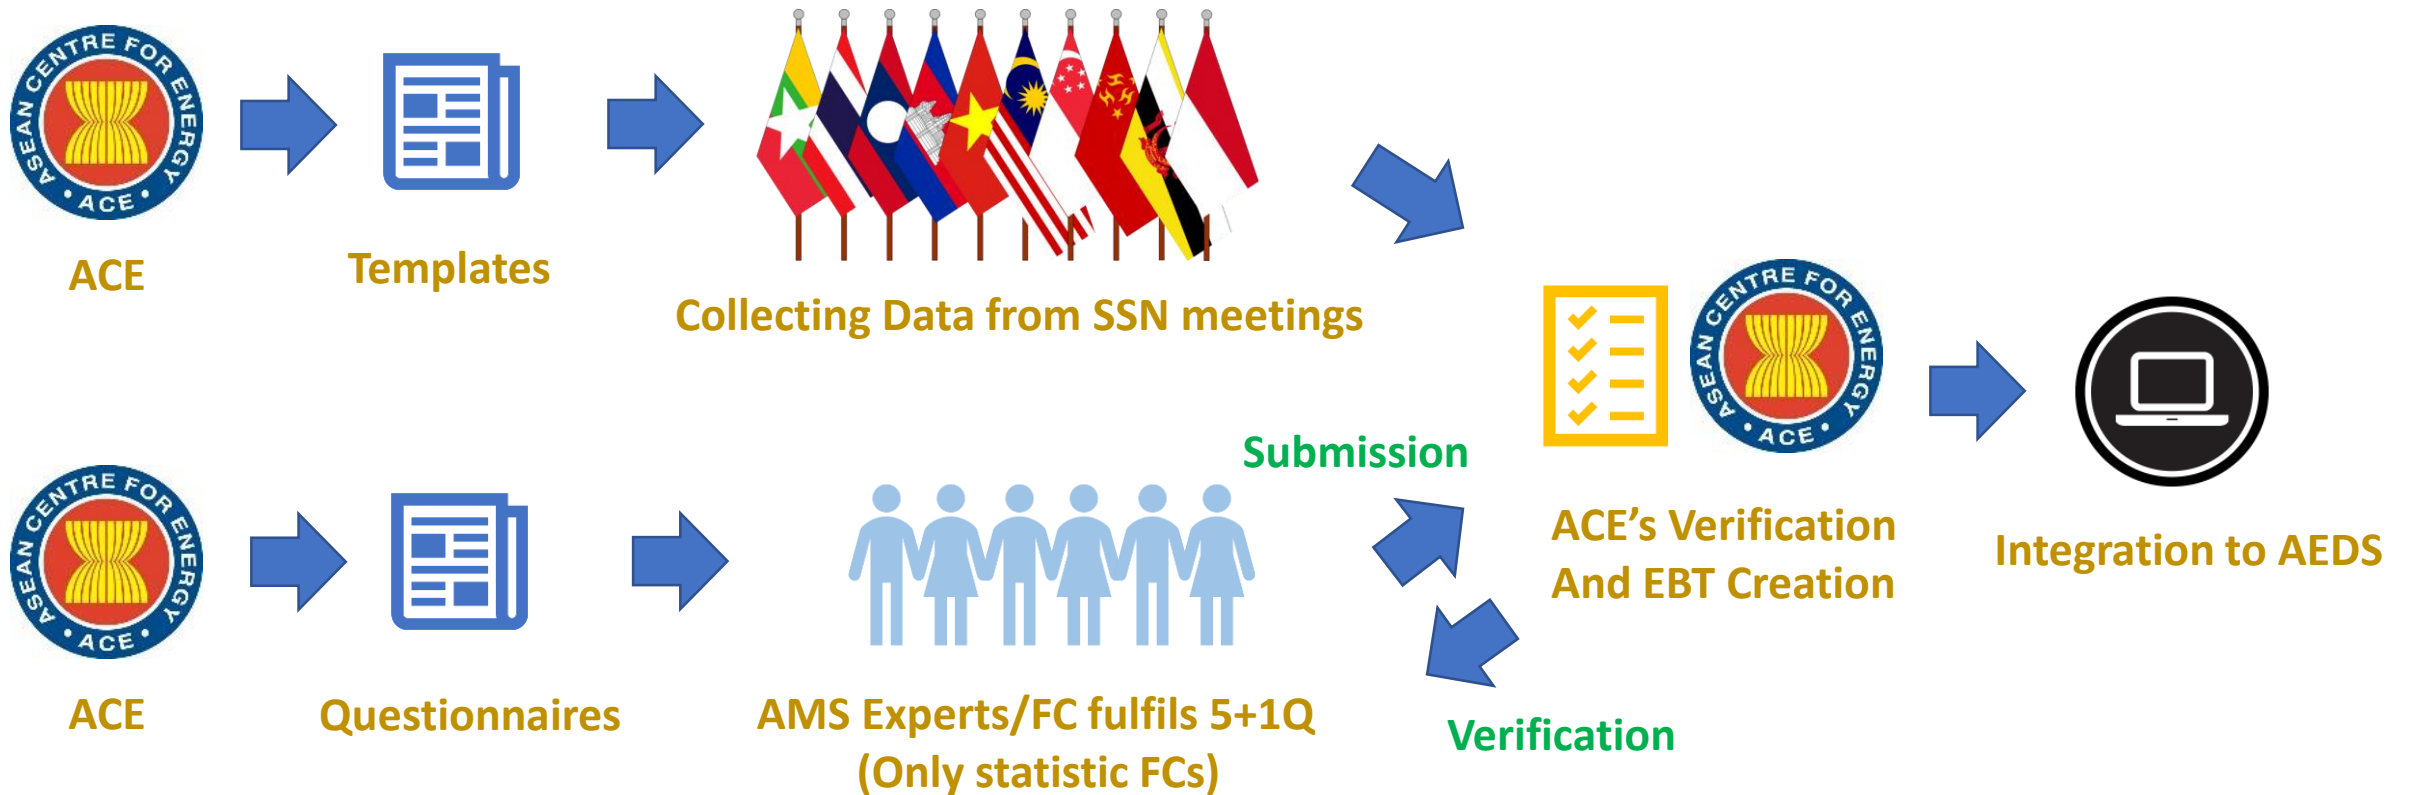 ASEAN CENTRE FOR ENERGY
• ACE •
ACE
Templates
Collecting Data from SSN meetings
ASEAN CENTRE FOR ENERGY
• ACE •
ACE's Verification
And EBT Creation
Integration to AEDS
Submission
Verification
ASEAN CENTRE FOR ENERGY
• ACE •
ACE
Questionnaires
AMS Experts/FC fulfils 5+1Q
(Only statistic FCs)